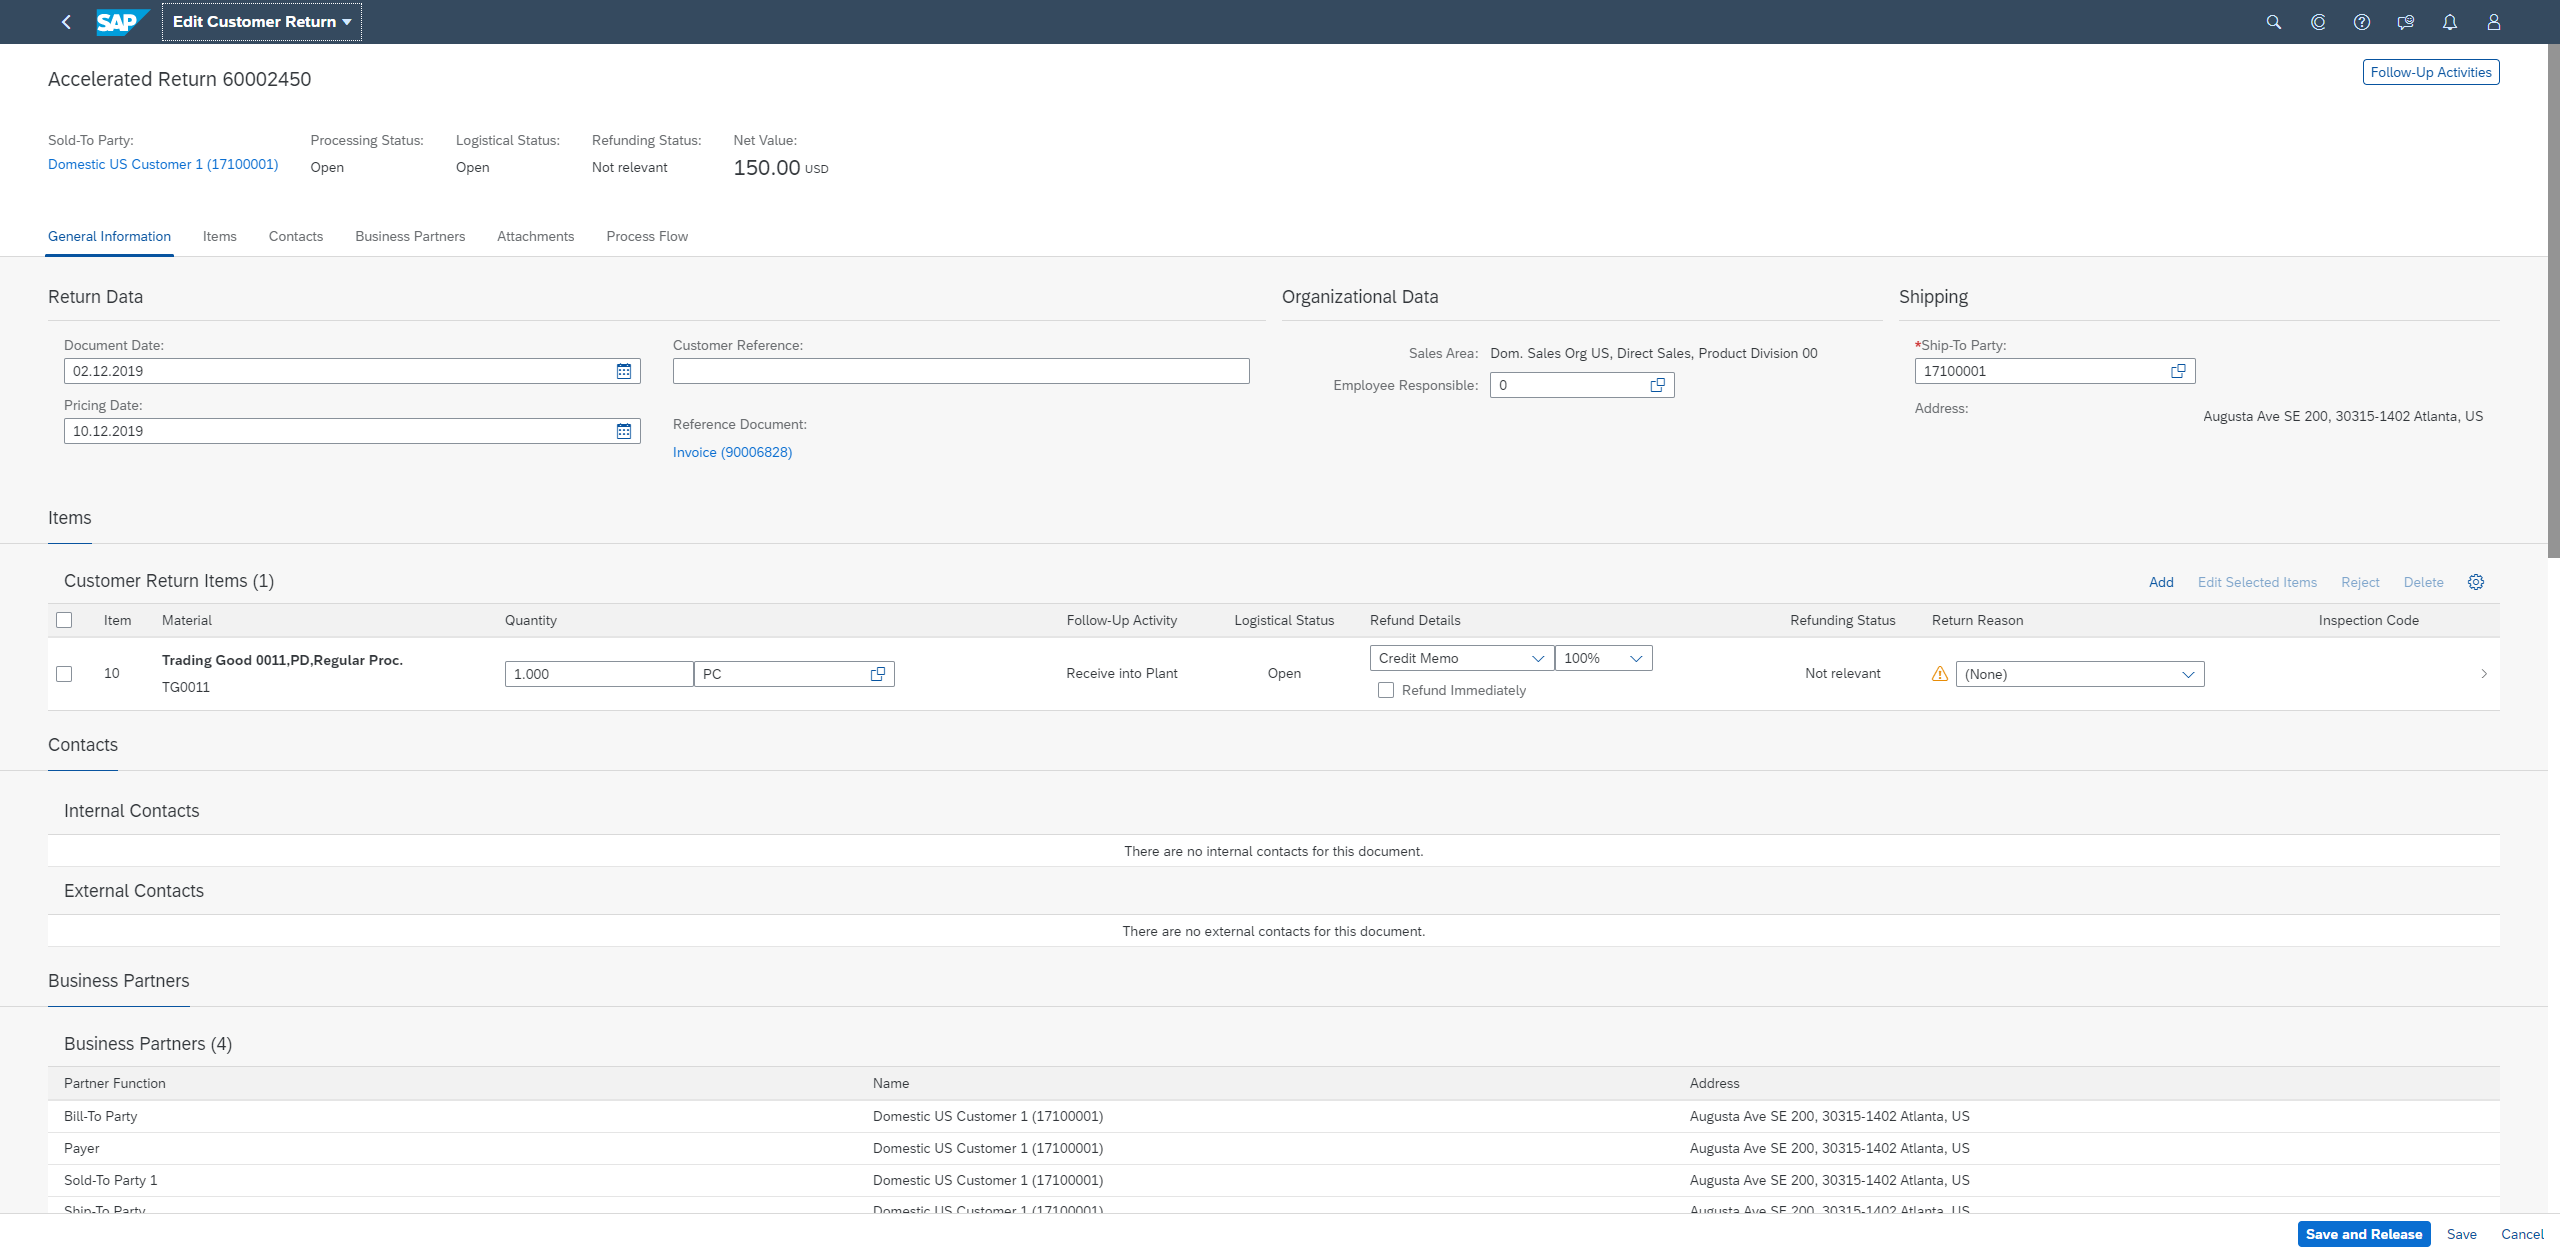 SAP Edit Customer Return
Accelerated Return 60002450
Follow-Up Activities
Sold-To Party: Processing Status: Logistical Status: Refunding Status: Net Value:
Domestic US Customer 1 (17100001) Open Open Not relevant 150.00 USD
General Information Items Contacts Business Partners Attachments Process Flow
Return Data
Document Date:
02.12.2019
Pricing Date:
10.12.2019
Customer Reference:
Reference Document:
Invoice (90006828)
Organizational Data
Sales Area: Dom. Sales Org US, Direct Sales, Product Division 00
Employee Responsible: 0
Shipping
*Ship-To Party:
17100001
Address:
Augusta Ave SE 200, 30315-1402 Atlanta, US
Items
Customer Return Items (1)
Add Edit Selected Items Reject Delete
Item Material Quantity Follow-Up Activity Logistical Status Refund Details Refunding Status Return Reason Inspection Code
10 Trading Good 0011,PD,Regular Proc.
TG0011
1.000 PC
Receive into Plant
Open
Credit Memo 100%
Refund Immediately
Not relevant
(None)
Contacts
Internal Contacts
There are no internal contacts for this document.
External Contacts
There are no external contacts for this document.
Business Partners
Business Partners (4)
Partner Function Name Address
Bill-To Party Domestic US Customer 1 (17100001) Augusta Ave SE 200, 30315-1402 Atlanta, US
Payer Domestic US Customer 1 (17100001) Augusta Ave SE 200, 30315-1402 Atlanta, US
Sold-To Party 1 Domestic US Customer 1 (17100001) Augusta Ave SE 200, 30315-1402 Atlanta, US
Ship-To Party Domestic US Customer 1 (17100001) Augusta Ave SE 200, 30315-1402 Atlanta, US
Save and Release Save Cancel